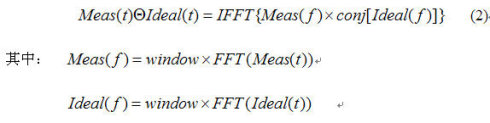 Meas(t)ΘIdeal(t) = IFFT{Meas(f)×conj[Ideal(f)]} (2)
其中： Meas(f) = window×FFT(Meas(t))↵
Ideal(f) = window×FFT(Ideal(t)) ↵